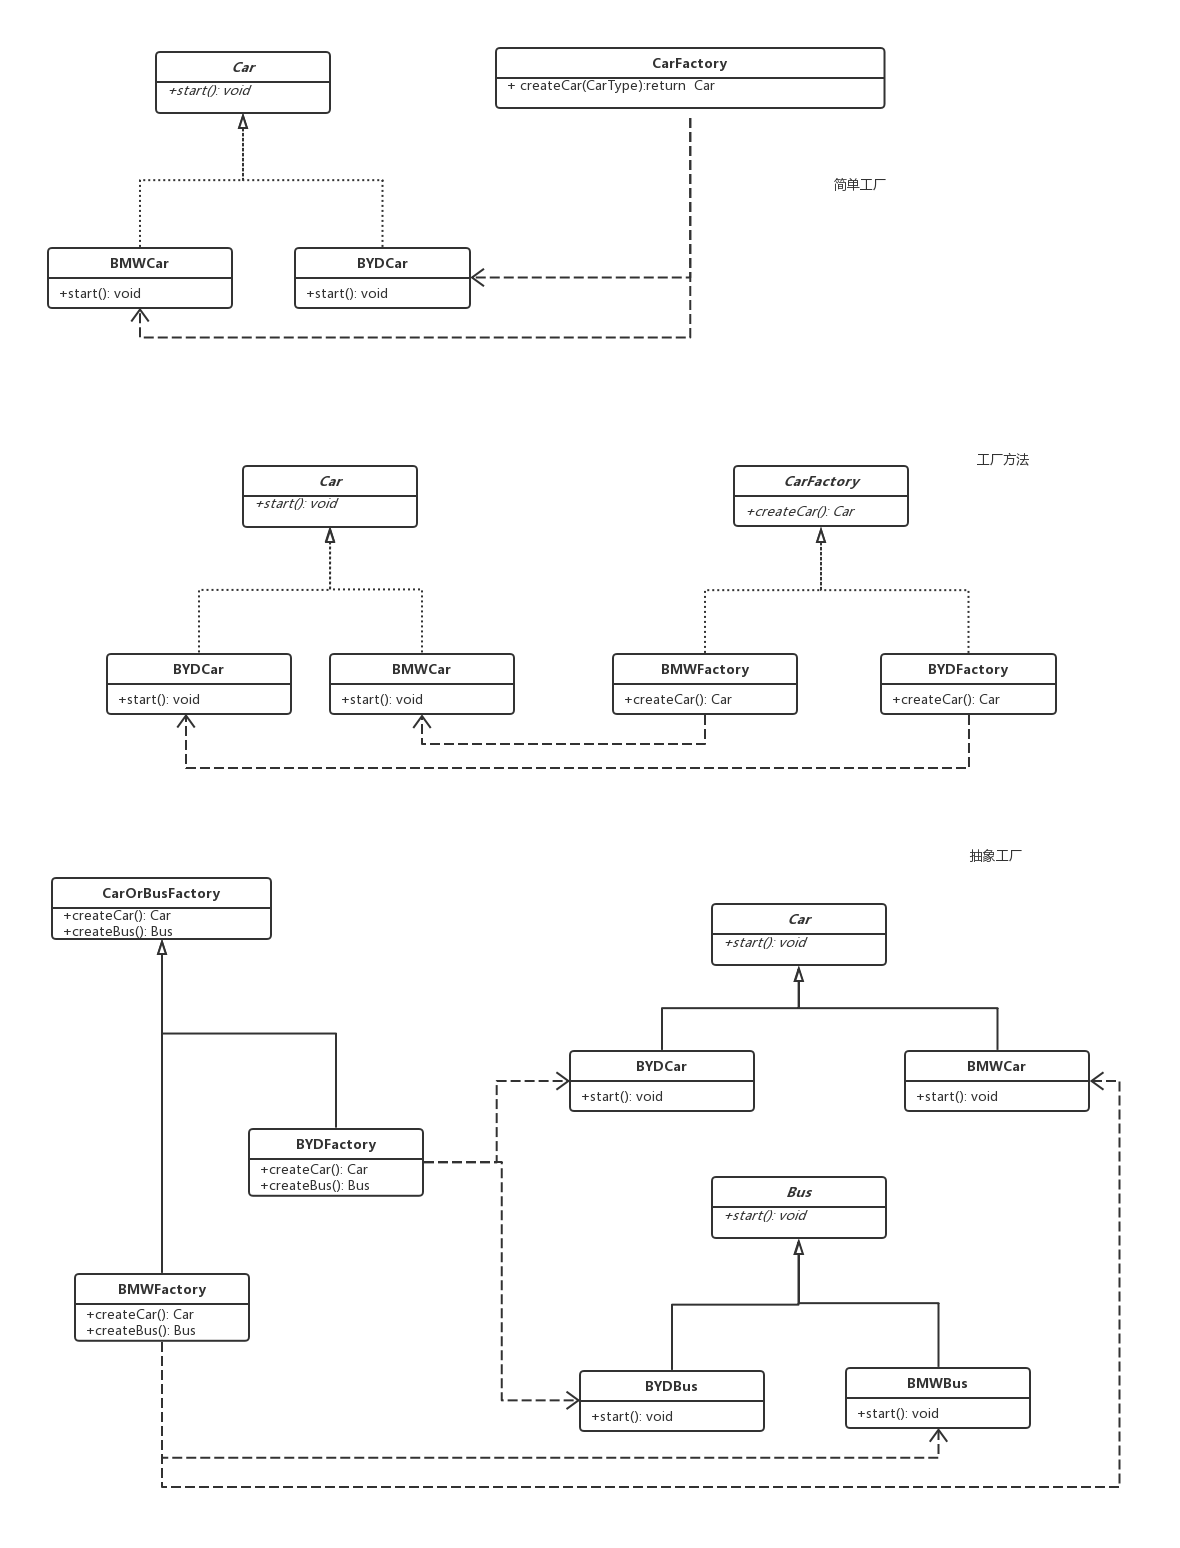 Car
+start(): void
CarFactory
+ createCar(CarType):return  Car
简单工厂
BMWCar
+start(): void
BYDCar
+start(): void
工厂方法
Car
+start(): void
CarFactory
+createCar(): Car
BYDCar
+start(): void
BMWCar
+start(): void
BMWFactory
+createCar(): Car
BYDFactory
+createCar(): Car
抽象工厂
CarOrBusFactory
+createCar(): Car
+createBus(): Bus
Car
+start(): void
BYDCar
+start(): void
BMWCar
+start(): void
BYDFactory
+createCar(): Car
+createBus(): Bus
Bus
+start(): void
BMWFactory
+createCar(): Car
+createBus(): Bus
BYDBus
+start(): void
BMWBus
+start(): void